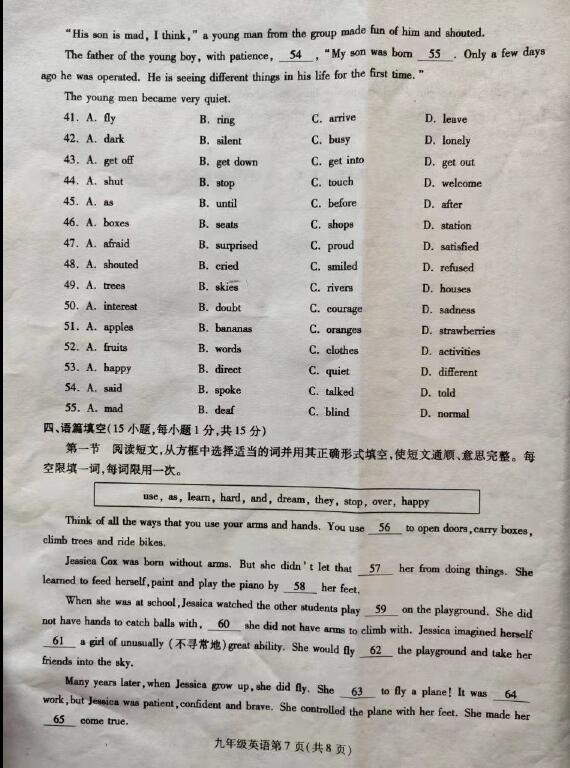 “His son is mad, I think,” a young man from the group made fun of him and shouted.
The father of the young boy, with patience, 54 , “My son was born 55 . Only a few days
ago he was operated. He is seeing different things in his life for the first time.”
The young men became very quiet.
41. A. fly B. ring C. arrive D. leave
42. A. dark B. silent C. busy D. lonely
43. A. get off B. get down C. get into D. get out
44. A. shut B. stop C. touch D. welcome
45. A. as B. until C. before D. after
46. A. boxes B. seats C. shops D. station
47. A. afraid B. surprised C. proud D. satisfied
48. A. shouted B. cried C. smiled D. refused
49. A. trees B. skies C. rivers D. houses
50. A. interest B. doubt C. courage D. sadness
51. A. apples B. bananas C. oranges D. strawberries
52. A. fruits B. words C. clothes D. activities
53. A. happy B. direct C. quiet D. different
54. A. said B. spoke C. talked D. told
55. A. mad B. deaf C. blind D. normal
四、语篇填空(15小题,每小题1分,共15分)
第一节 阅读短文,从方框中选择适当的词并用其正确形式填空,使短文通顺、意思完整。每
空限填一词,每词限用一次。
use, as, learn, hard, and, dream, they, stop, over, happy
Think of all the ways that you use your arms and hands. You use 56 to open doors, carry boxes,
climb trees and ride bikes.
Jessica Cox was born without arms. But she didn't let that 57 her from doing things. She
learned to feed herself, paint and play the piano by 58 her feet.
When she was at school, Jessica watched the other students play 59 on the playground. She did
not have hands to catch balls with, 60 she did not have arms to climb with. Jessica imagined herself
61 a girl of unusually (不寻常地) great ability. She would fly 62 the playground and take her
friends into the sky.
Many years later, when Jessica grow up, she did fly. She 63 to fly a plane! It was 64
work, but Jessica was patient, confident and brave. She controlled the plane with her feet. She made her
65 come true.
九年级英语第7页(共8页)